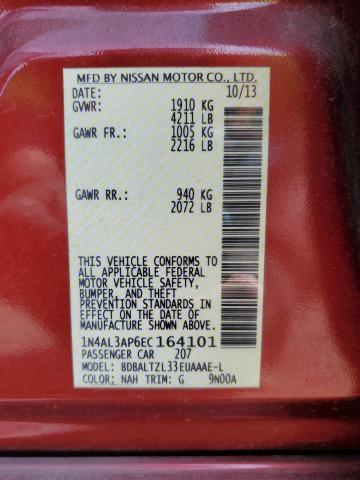 MFD BY NISSAN MOTOR CO., LTD.
DATE: 10/13
GVWR: 1910 KG
4211 LB
GAWR FR: 1005 KG
2216 LB
GAWR RR.: 940 KG
2072 LB
THIS VEHICLE CONFORMS TO
ALL APPLICABLE FEDERAL
MOTOR VEHICLE SAFETY,
BUMPER, AND THEFT
PREVENTION STANDARDS IN
EFFECT ON THE DATE OF
MANUFACTURE SHOWN ABOVE.
1N4AL3AP6EC164101
PASSENGER CAR 207
MODEL: BDBALTZL33EUAAAE-L
COLOR; NAH TRIM: G 9N00A